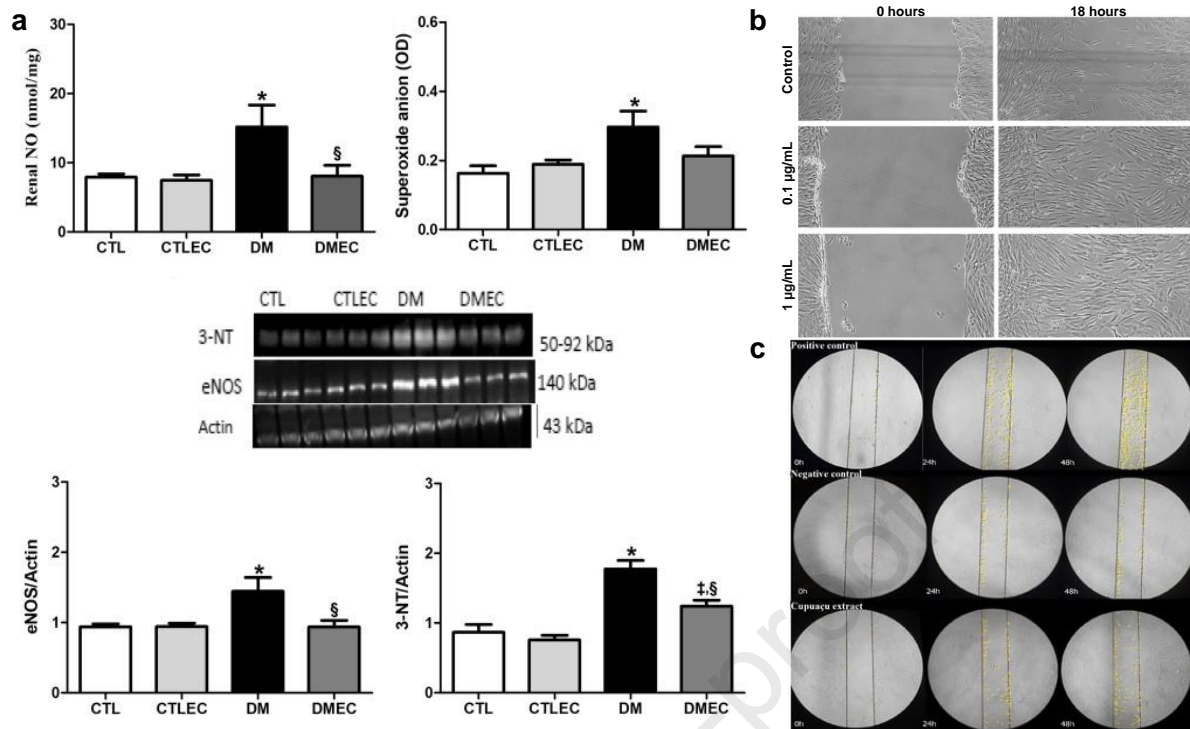 a
Renal NO (nmol/mg)
30
20
10
0
CTL CTLEC DM DMEC
*
§
Superoxide anion (OD)
0.6
0.4
0.2
0.0
CTL CTLEC DM DMEC
*
CTL CTLEC DM DMEC
3-NT 50-92 kDa
eNOS 140 kDa
Actin 43 kDa
eNOS/Actin
3
2
1
0
CTL CTLEC DM DMEC
*
§
3-NT/Actin
3
2
1
0
CTL CTLEC DM DMEC
*
‡,§
b
0 hours 18 hours
Control
0.1 µg/mL
1 µg/mL
c
Positive control
0h 24h 48h
Negative control
0h 24h 48h
Cupuaçu extract
0h 24h 48h